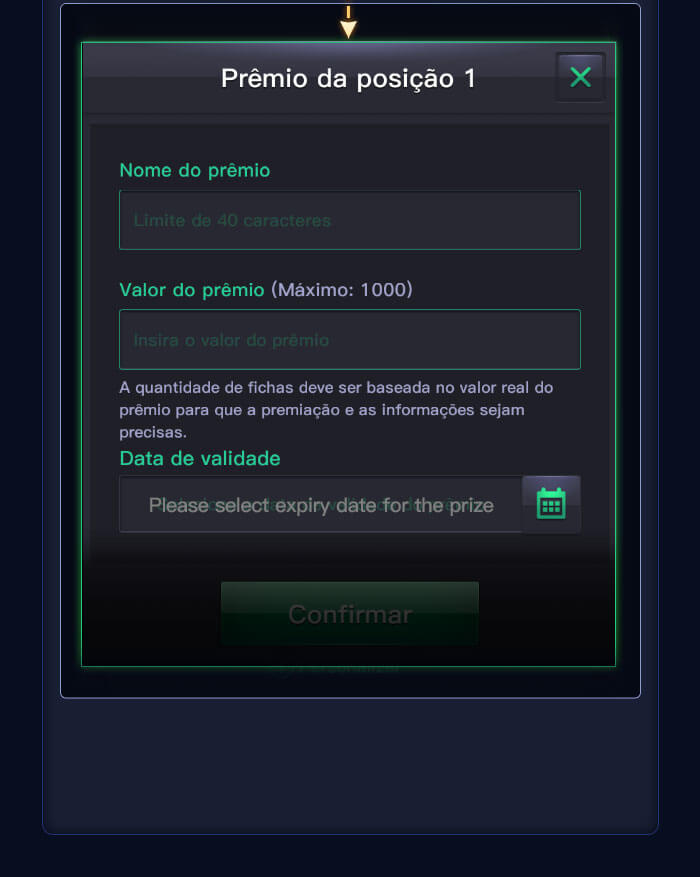 Prêmio da posição 1
Nome do prêmio
Limite de 40 caracteres
Valor do prêmio (Máximo: 1000)
Insira o valor do prêmio
A quantidade de fichas deve ser baseada no valor real do
prêmio para que a premiação e as informações sejam
precisas.
Data de validade
Please select expiry date for the prize
Confirmar
Personalizar